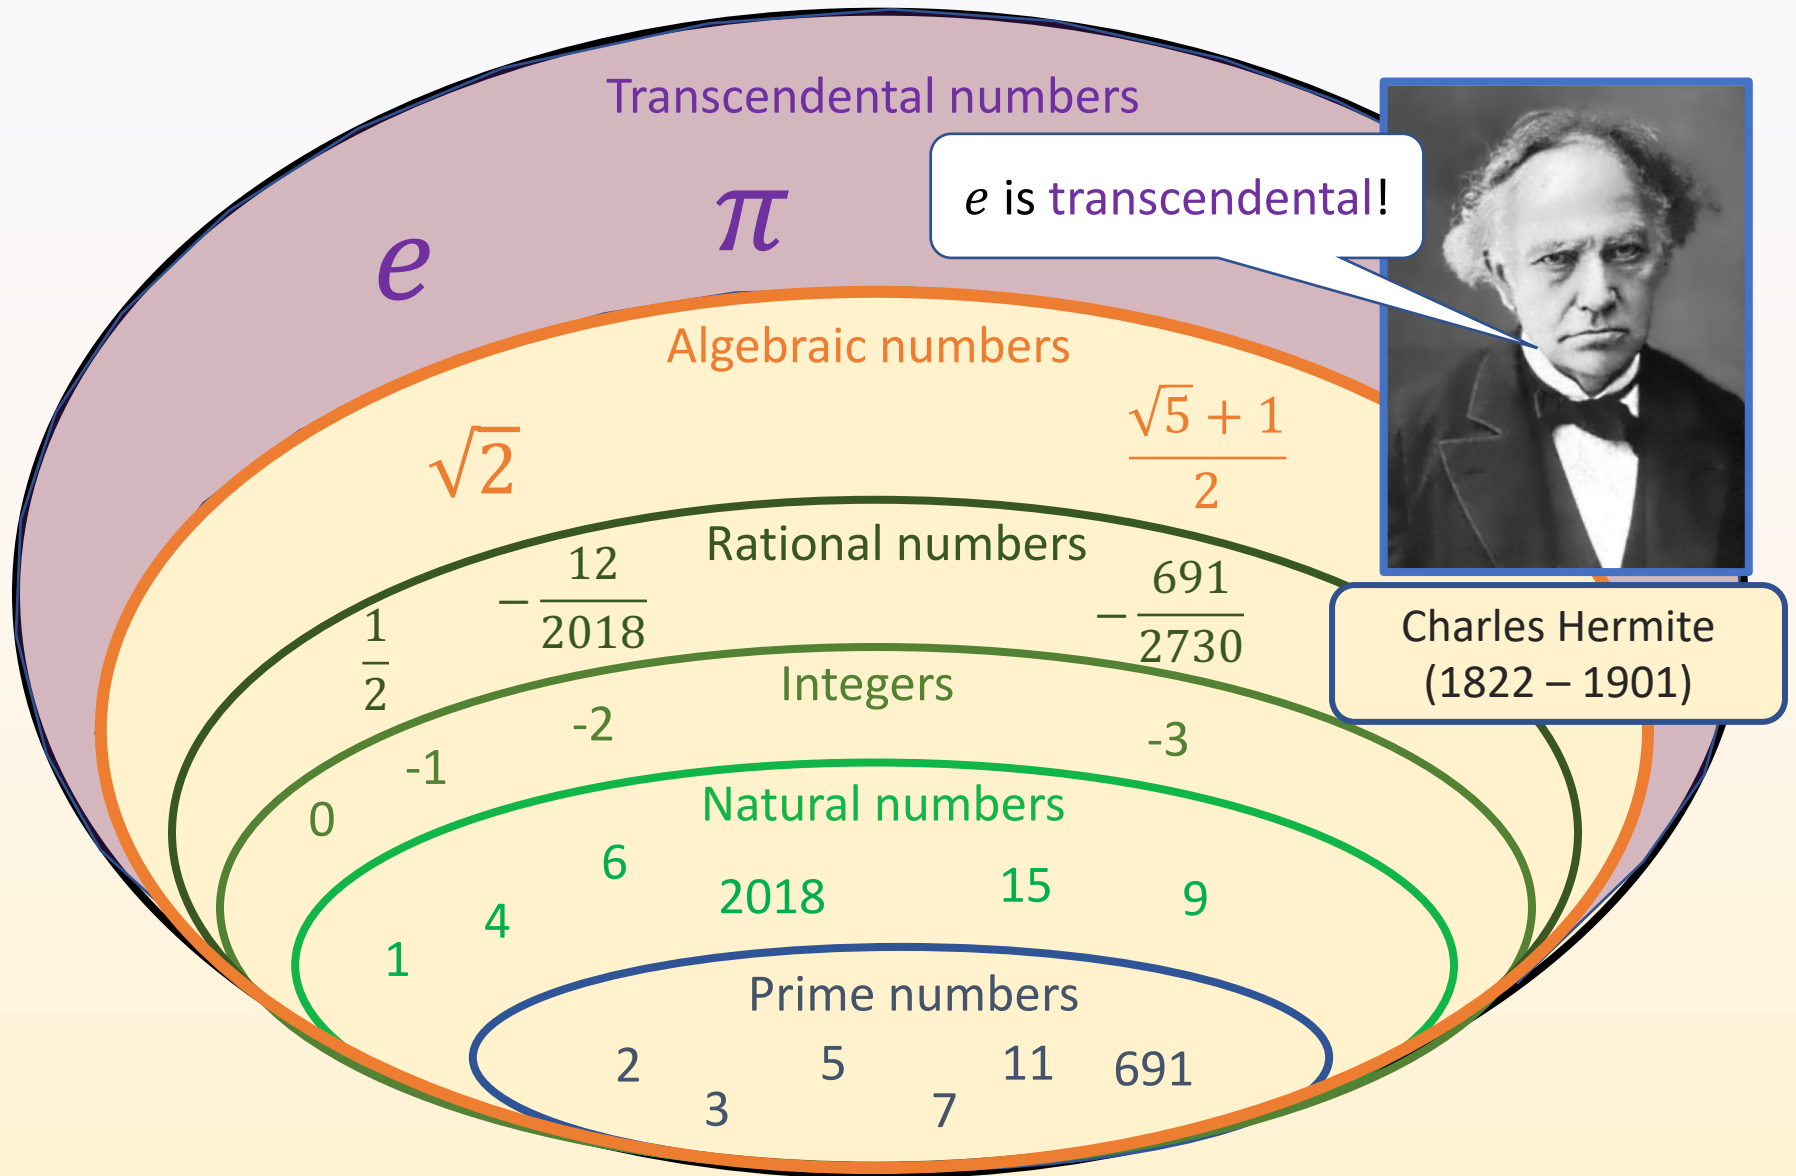 Transcendental numbers
e is transcendental!
π
e
Algebraic numbers
√2
(√5 + 1)/2
Rational numbers
1/2
−12/2018
−691/2730
Charles Hermite
(1822 – 1901)
Integers
0
-1
-2
-3
Natural numbers
1
4
6
2018
15
9
Prime numbers
2
3
5
7
11
691